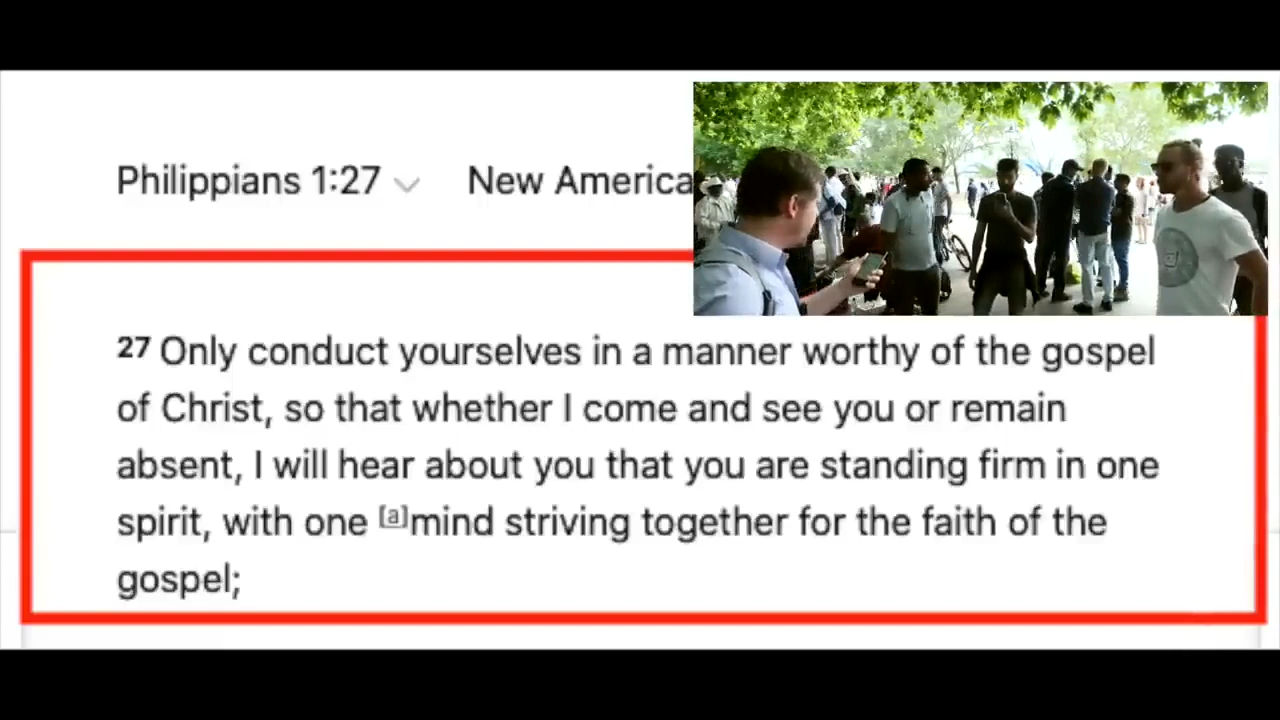 Philippians 1:27 New America
27 Only conduct yourselves in a manner worthy of the gospel
of Christ, so that whether I come and see you or remain
absent, I will hear about you that you are standing firm in one
spirit, with one [a]mind striving together for the faith of the
gospel;